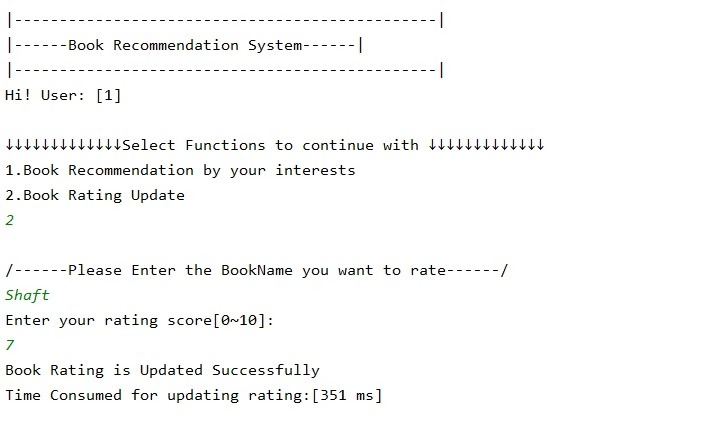 |-----------------------------------------------|
|------Book Recommendation System------|
|-----------------------------------------------|
Hi! User: [1]
↓↓↓↓↓↓↓↓↓↓↓↓↓Select Functions to continue with ↓↓↓↓↓↓↓↓↓↓↓↓↓
1.Book Recommendation by your interests
2.Book Rating Update
2
/------Please Enter the BookName you want to rate------/
Shaft
Enter your rating score[0~10]:
7
Book Rating is Updated Successfully
Time Consumed for updating rating:[351 ms]